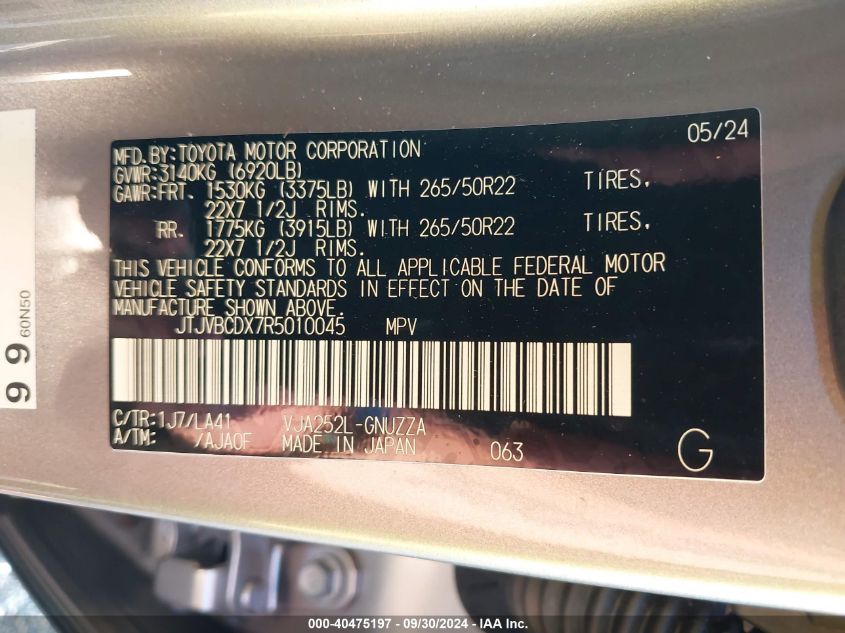 05/24
MFD.BY:TOYOTA MOTOR CORPORATION
GVWR:3140KG (6920LB)
GAWR:FRT. 1530KG (3375LB) WITH 265/50R22 TIRES,
22X7 1/2J RIMS.
RR. 1775KG (3915LB) WITH 265/50R22 TIRES,
22X7 1/2J RIMS.
THIS VEHICLE CONFORMS TO ALL APPLICABLE FEDERAL MOTOR
VEHICLE SAFETY STANDARDS IN EFFECT ON THE DATE OF
MANUFACTURE SHOWN ABOVE.
JTJVBCDX7R5010045 MPV
C/TR:1J7/LA41 VJA252L-GNUZZA
A/TM: /AJA0F MADE IN JAPAN 063
G
99
60N50
000-40475197 - 09/30/2024 - IAA Inc.